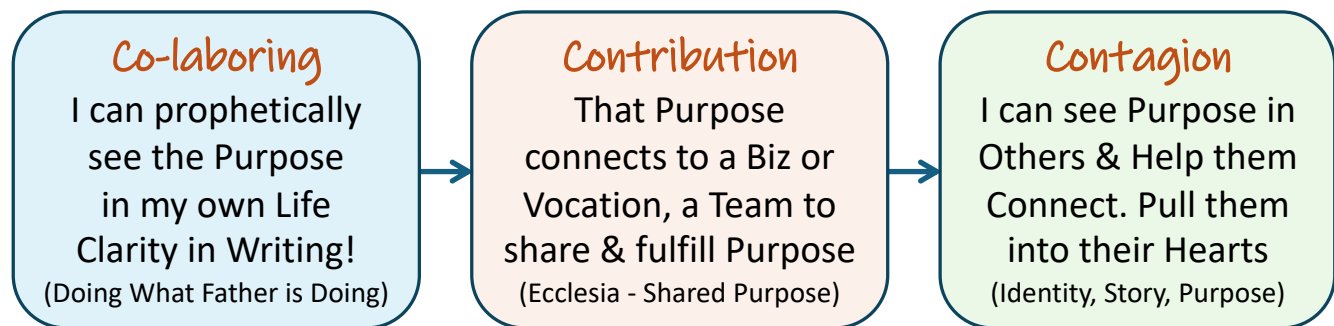 Co-laboring
I can prophetically
see the Purpose
in my own Life
Clarity in Writing!
(Doing What Father is Doing)
Contribution
That Purpose
connects to a Biz or
Vocation, a Team to
share & fulfill Purpose
(Ecclesia - Shared Purpose)
Contagion
I can see Purpose in
Others & Help them
Connect. Pull them
into their Hearts
(Identity, Story, Purpose)